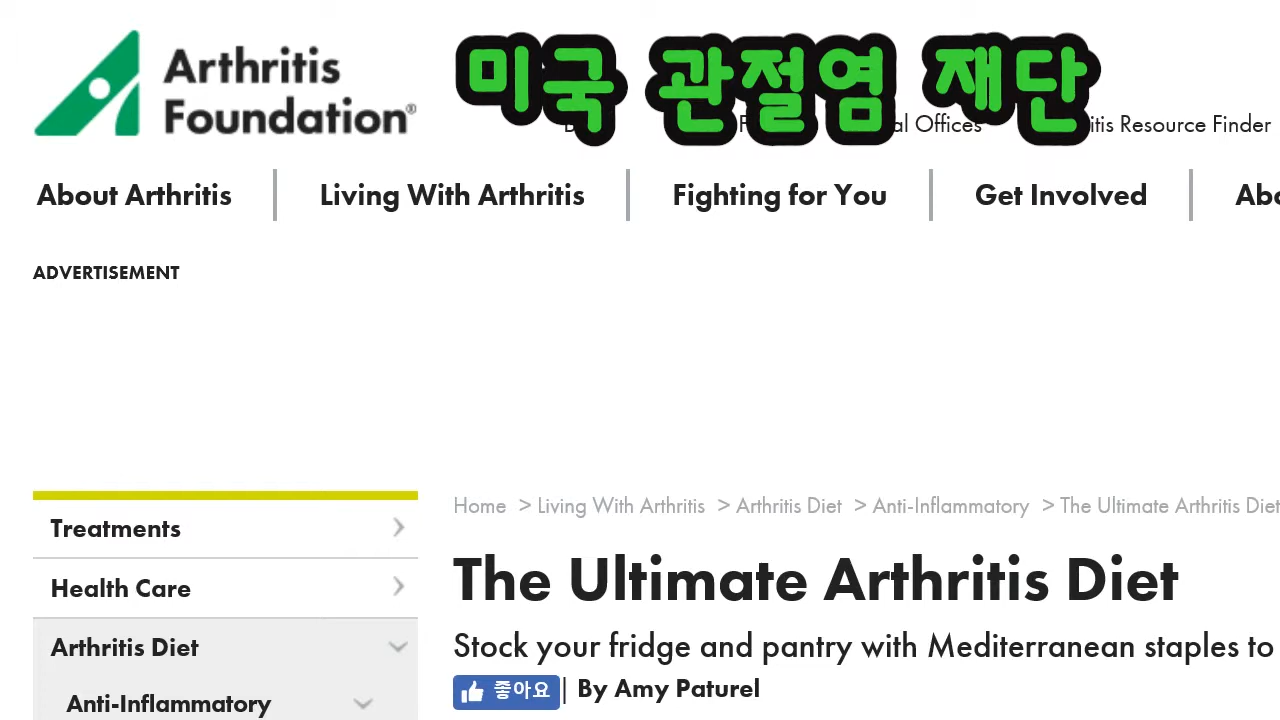 Arthritis
Foundation®
미국 관절염 재단
al Offices
itis Resource Finder
About Arthritis
Living With Arthritis
Fighting for You
Get Involved
ADVERTISEMENT
Treatments
Health Care
Arthritis Diet
Anti-Inflammatory
Home > Living With Arthritis > Arthritis Diet > Anti-Inflammatory > The Ultimate Arthritis Diet
The Ultimate Arthritis Diet
Stock your fridge and pantry with Mediterranean staples to
좋아요 | By Amy Paturel